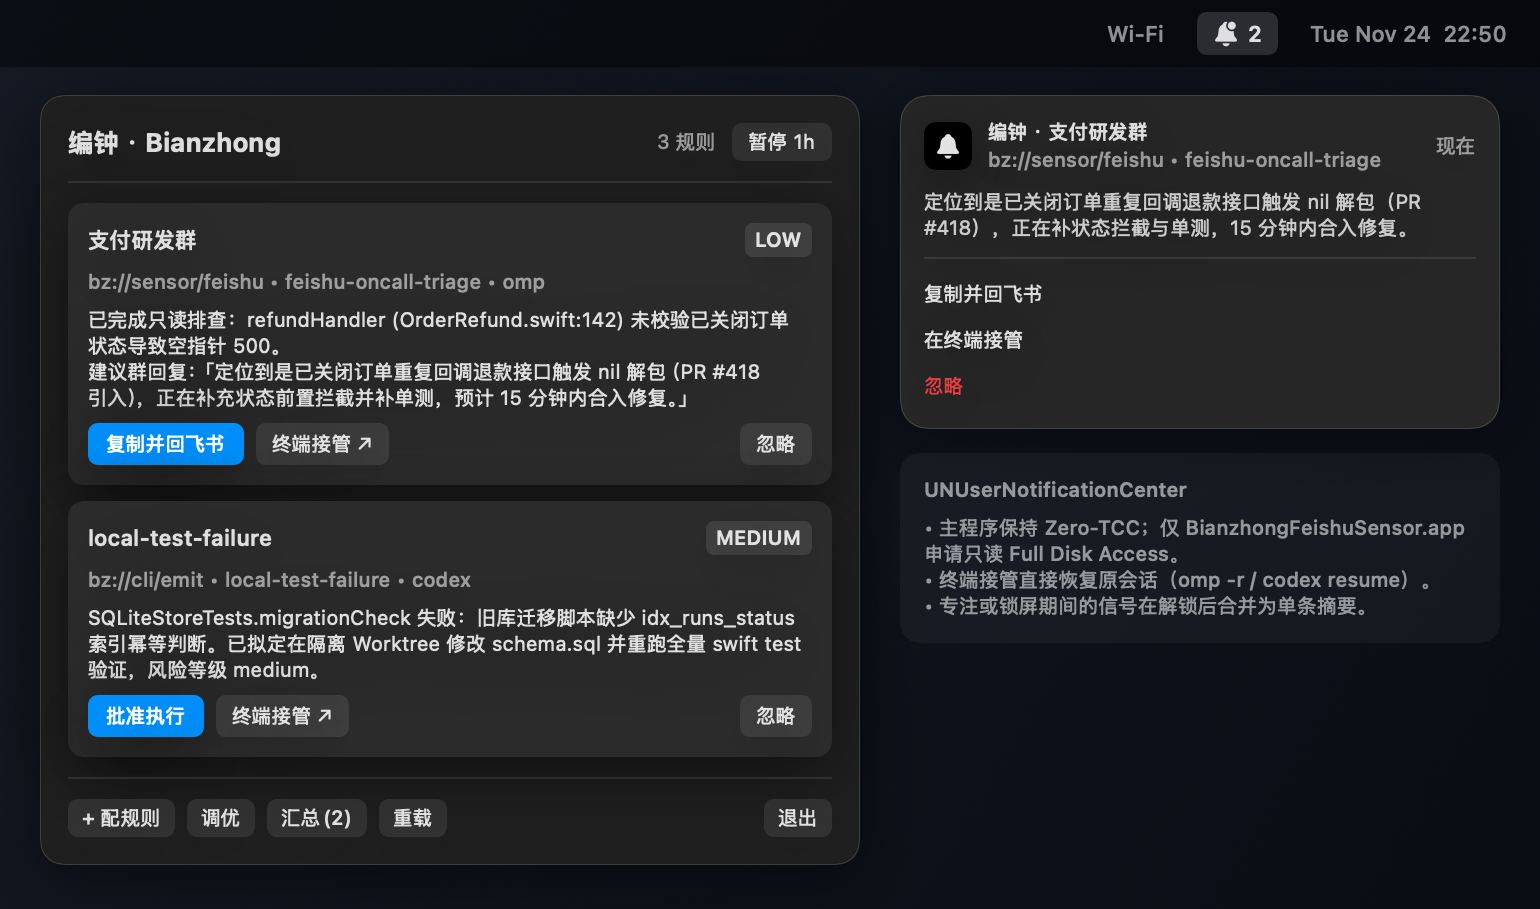 Wi-Fi 2 Tue Nov 24 22:50
编钟 · Bianzhong 3 规则 暂停 1h
支付研发群 LOW
bz://sensor/feishu • feishu-oncall-triage • omp
已完成只读排查：refundHandler (OrderRefund.swift:142) 未校验已关闭订单
状态导致空指针 500。
建议群回复：「定位到是已关闭订单重复回调退款接口触发 nil 解包 (PR #418
引入)，正在补充状态前置拦截并补单测，预计 15 分钟内合入修复。」
复制并回飞书 终端接管 ↗ 忽略
local-test-failure MEDIUM
bz://cli/emit • local-test-failure • codex
SQLiteStoreTests.migrationCheck 失败：旧库迁移脚本缺少 idx_runs_status
索引幂等判断。已拟定在隔离 Worktree 修改 schema.sql 并重跑全量 swift test
验证，风险等级 medium。
批准执行 终端接管 ↗ 忽略
+ 配规则 调优 汇总 (2) 重载 退出
编钟 · 支付研发群
bz://sensor/feishu • feishu-oncall-triage
现在
定位到是已关闭订单重复回调退款接口触发 nil 解包（PR
#418），正在补状态拦截与单测，15 分钟内合入修复。
复制并回飞书
在终端接管
忽略
UNUserNotificationCenter
• 主程序保持 Zero-TCC；仅 BianzhongFeishuSensor.app
申请只读 Full Disk Access。
• 终端接管直接恢复原会话（omp -r / codex resume）。
• 专注或锁屏期间的信号在解锁后合并为单条摘要。